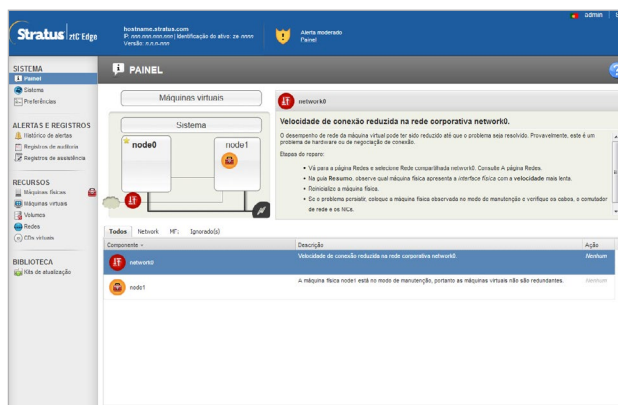 admin
Stratus ztC Edge
hostname.stratus.com
IP: nnn.nnn.nnn.nnn | Identificação do ativo: ze nnnn
Versão: n.n.n-nnn
Alerta moderado
Painel
SISTEMA
Painel
Sistema
Preferências
ALERTAS E REGISTROS
Histórico de alertas
Registros de auditoria
Registros de assistência
RECURSOS
Máquinas físicas
Máquinas virtuais
Volumes
Redes
CDs virtuais
BIBLIOTECA
Kits de atualização
PAINEL
Máquinas virtuais
Sistema
node0
node1
network0
Velocidade de conexão reduzida na rede corporativa network0.
O desempenho de rede da máquina virtual pode ter sido reduzido até que o problema seja resolvido. Provavelmente, este é um
problema de hardware ou de negociação de conexão.
Etapas do reparo:
• Vá para a página Redes e selecione Rede compartilhada network0. Consulte A página Redes.
• Na guia Resumo, observe qual máquina física apresenta a interface física com a velocidade mais lenta.
• Reinicialize a máquina física.
• Se o problema persistir, coloque a máquina observada no modo de manutenção e verifique os cabos, o comutador
de rede e os NICs.
Todos Network Ignorado(s)
Componente Descrição Ação
network0 Velocidade de conexão reduzida na rede corporativa network0. Nenhum
node1 A máquina física node1 está no modo de manutenção, portanto as máquinas virtuais não são redundantes. Nenhum